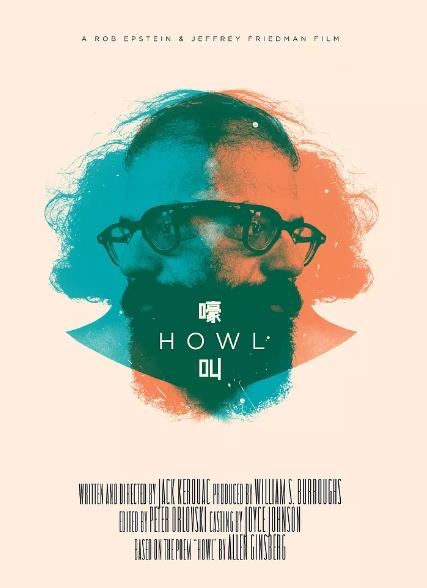 A ROB EPSTEIN & JEFFREY FRIEDMAN FILM
嚎
HOWL
叫
WRITTEN AND DIRECTED BY JACK KEROUAC PRODUCED BY WILLIAM S. BURROUGHS
EDITED BY PETER ORLOVSKI CASTING BY JOYCE JOHNSON
BASED ON THE POEM "HOWL" BY ALLEN GINSBERG